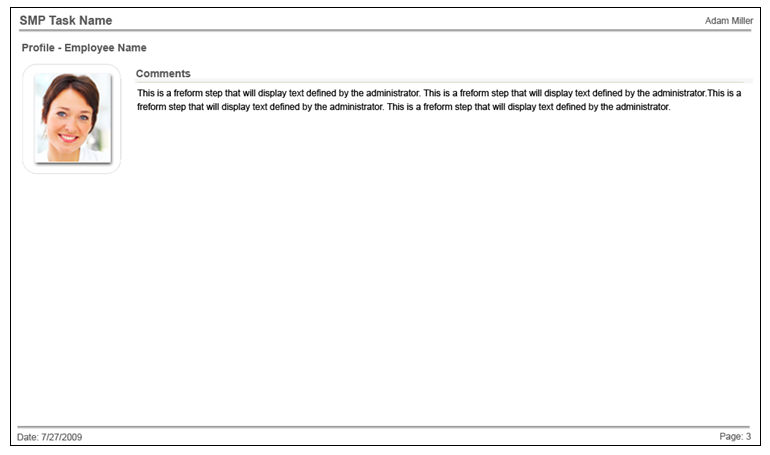 SMP Task Name
Adam Miller
Profile - Employee Name
Comments
This is a freform step that will display text defined by the administrator. This is a freform step that will display text defined by the administrator.This is a
freform step that will display text defined by the administrator. This is a freform step that will display text defined by the administrator.
Date: 7/27/2009
Page: 3